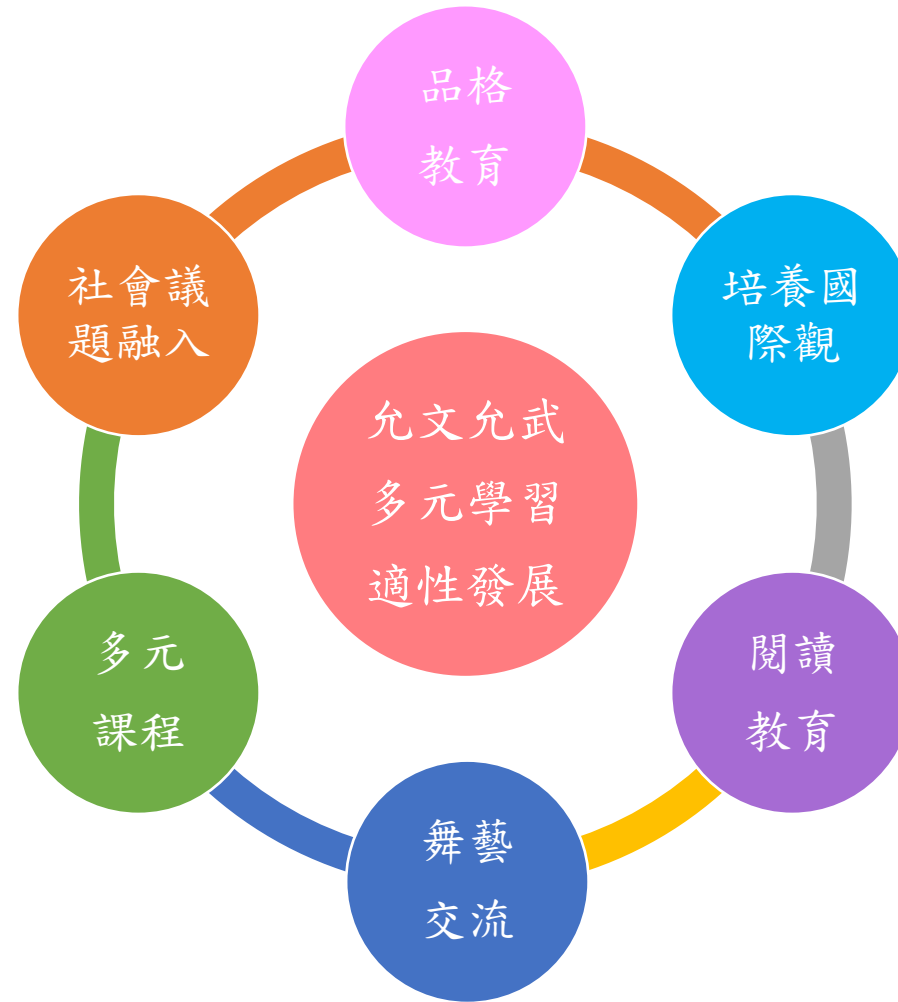 品格
教育
培養國
際觀
閱讀
教育
舞藝
交流
多元
課程
社會議
題融入
允文允武
多元學習
適性發展